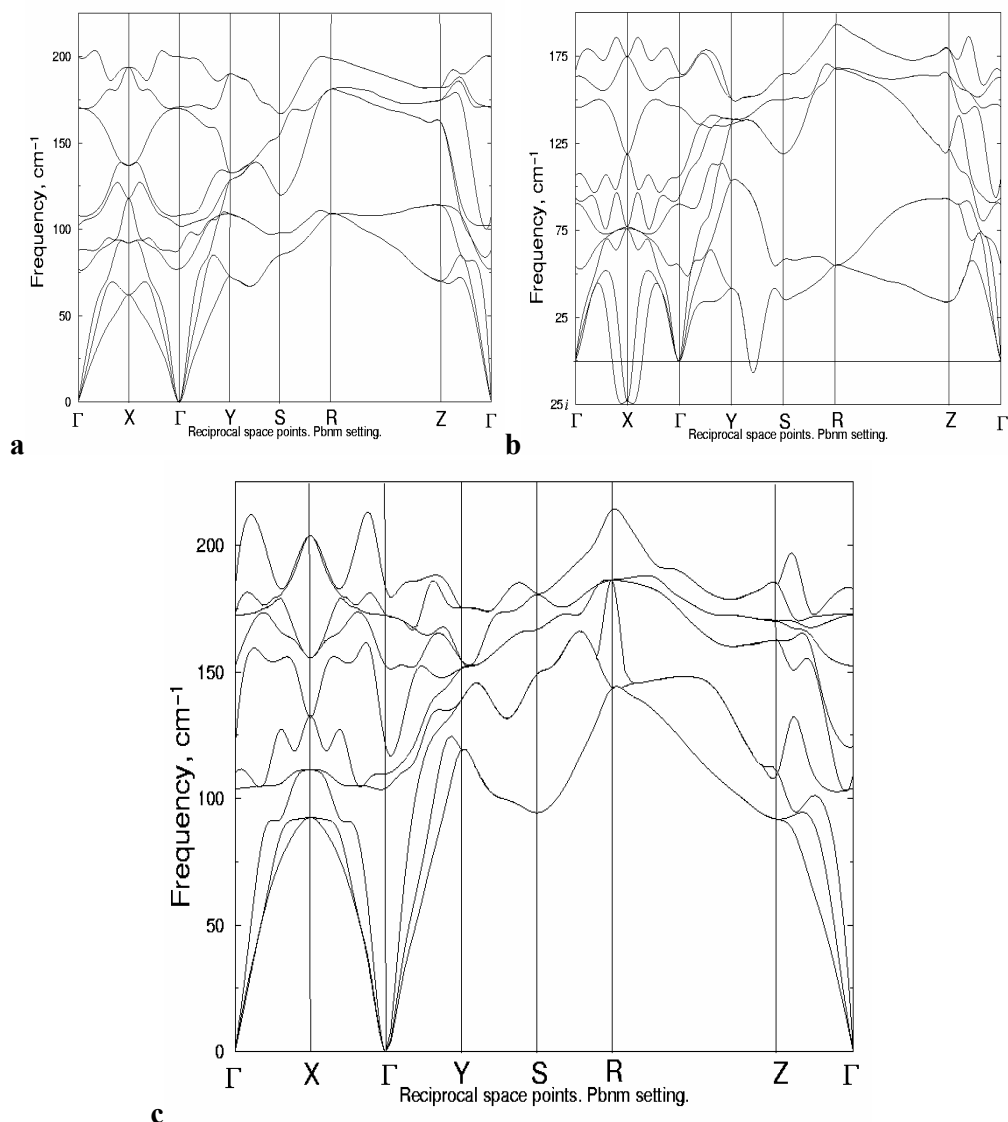 200
150
100
50
0
Frequency, cm⁻¹
Γ X Γ Y S R Z Γ
Reciprocal space points. Pbnm setting.
a
175
125
75
25
25i
Frequency, cm⁻¹
Γ X Γ Y S R Z Γ
Reciprocal space points. Pbnm setting.
b
200
150
100
50
0
Frequency, cm⁻¹
Γ X Γ Y S R Z Γ
Reciprocal space points. Pbnm setting.
c